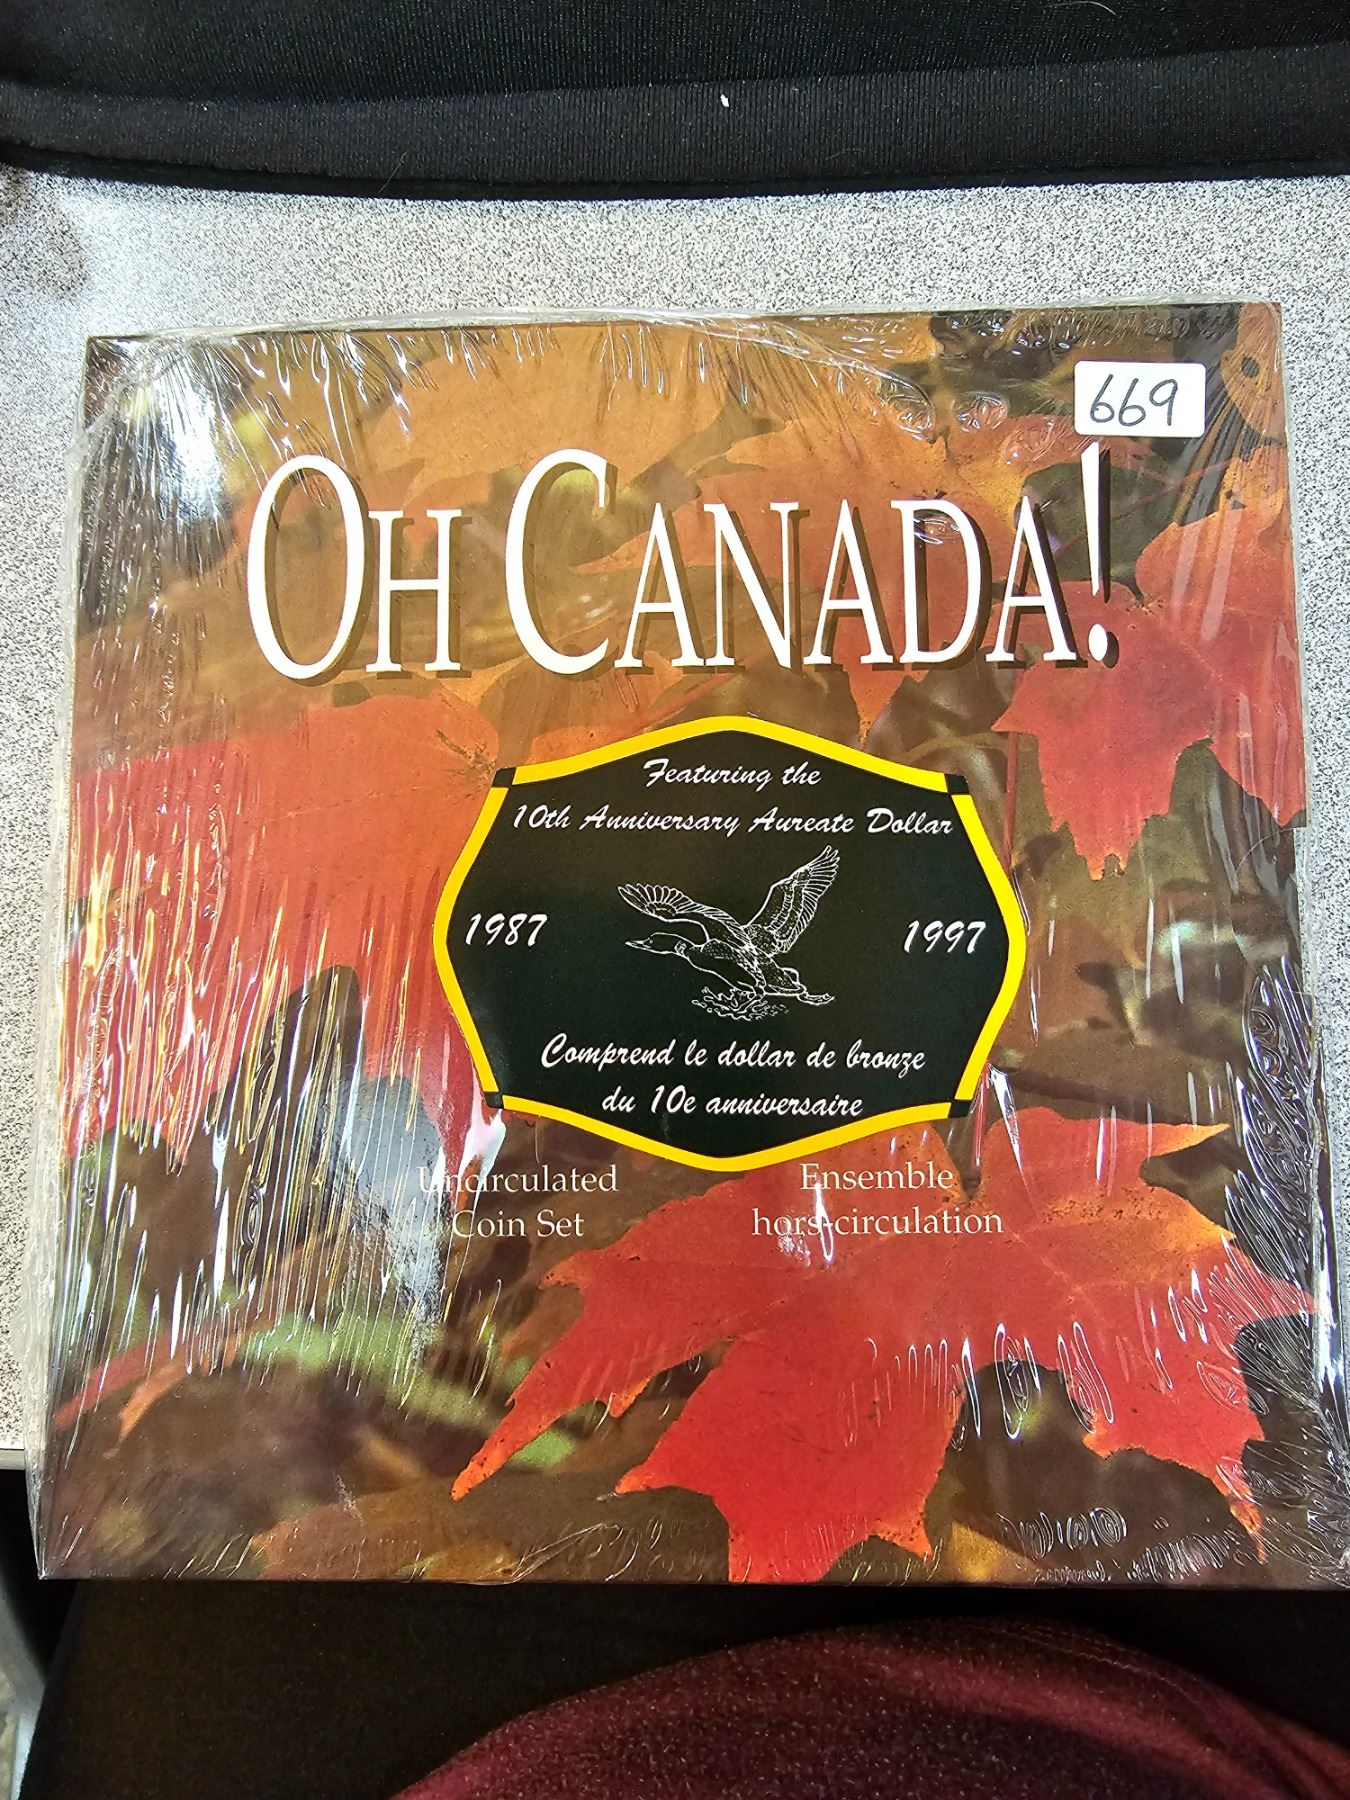 669
OH CANADA!
Featuring the
10th Anniversary Aureate Dollar
1987 1997
Comprend le dollar de bronze
du 10e anniversaire
Uncirculated Ensemble
Coin Set hors-circulation